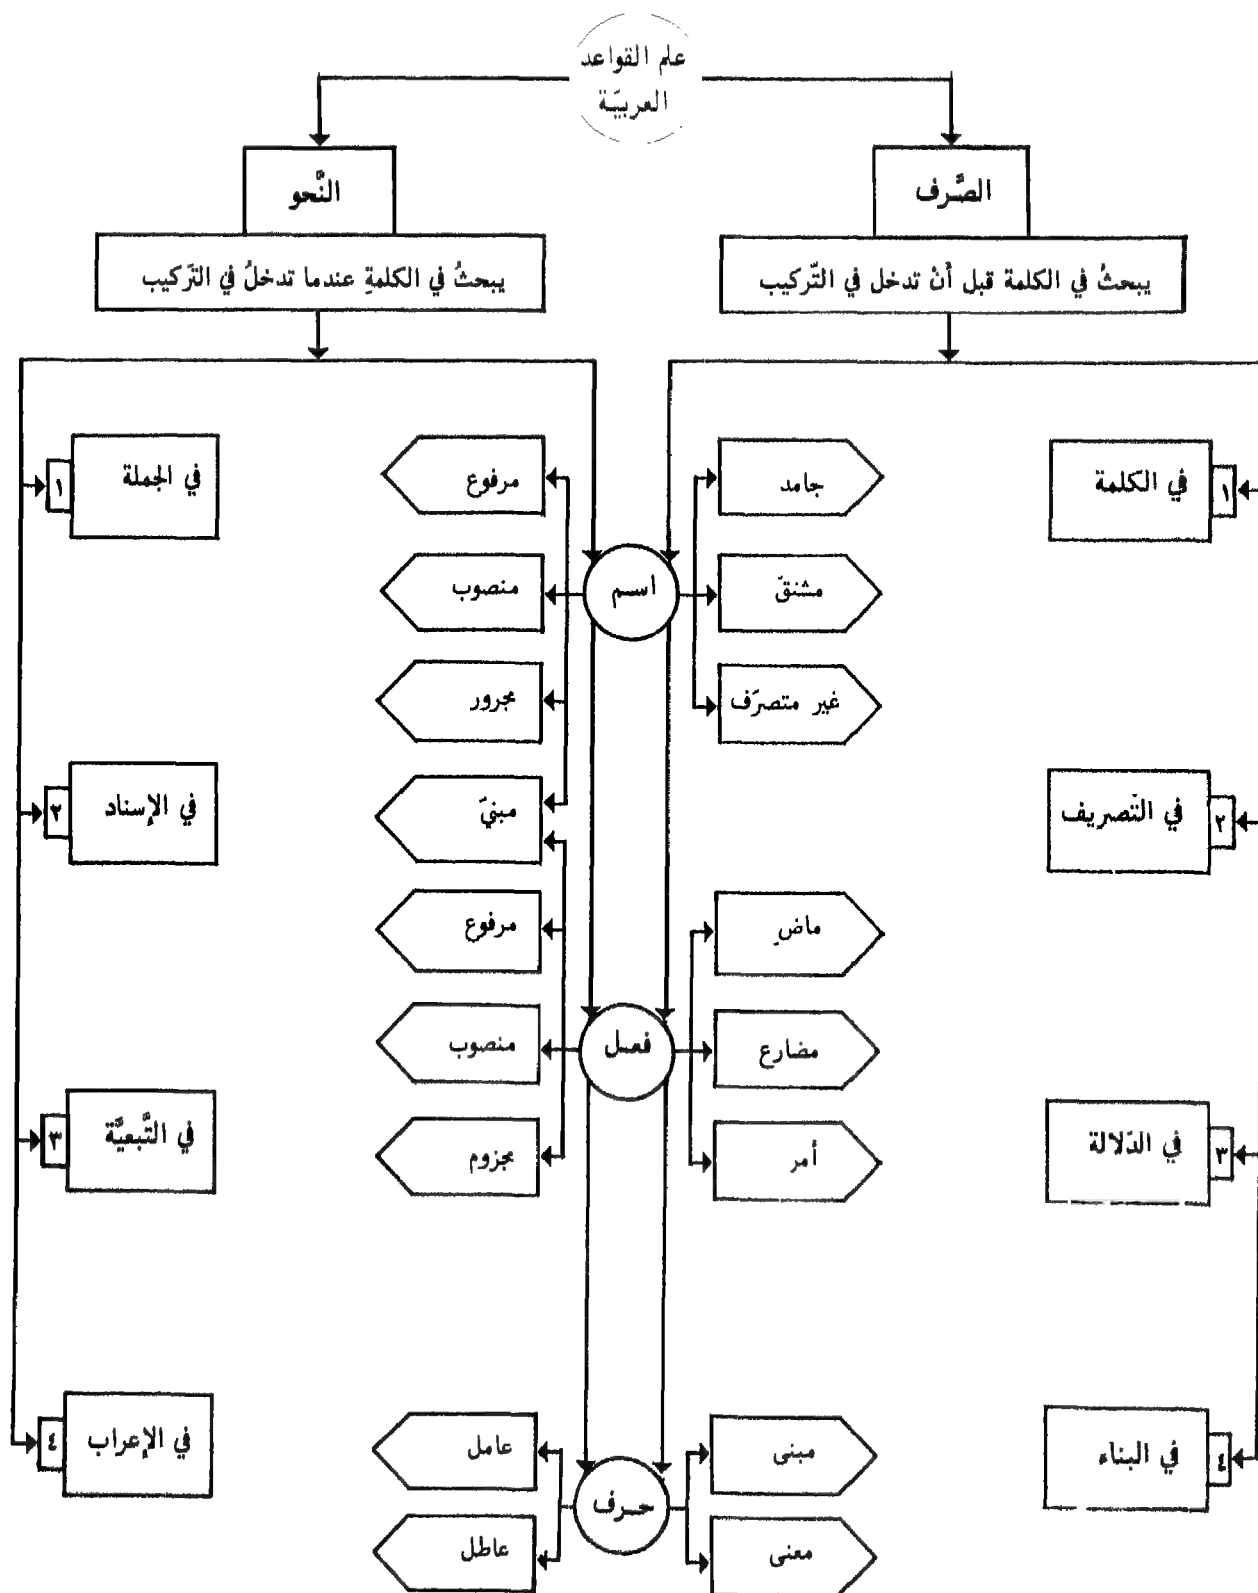 علم القواعد
العربيّة
الصَّرف
النَّحو
يبحثُ في الكلمة قبل أنْ تدخل في التّركيب
يبحثُ في الكلمةِ عندما تدخلُ في التّركيب
١
في الكلمة
جامد
مرفوع
في الجملة
١
اسم
مشتقّ
منصوب
غير متصرّف
مجرور
٢
في التّصريف
مبنيّ
في الإسناد
٢
ماضٍ
مرفوع
فعل
مضارع
منصوب
٣
في الدّلالة
أمر
مجزوم
في التَّبعيَّة
٣
٤
في البناء
مبنى
عامل
في الإعراب
٤
حرف
معنى
عاطل